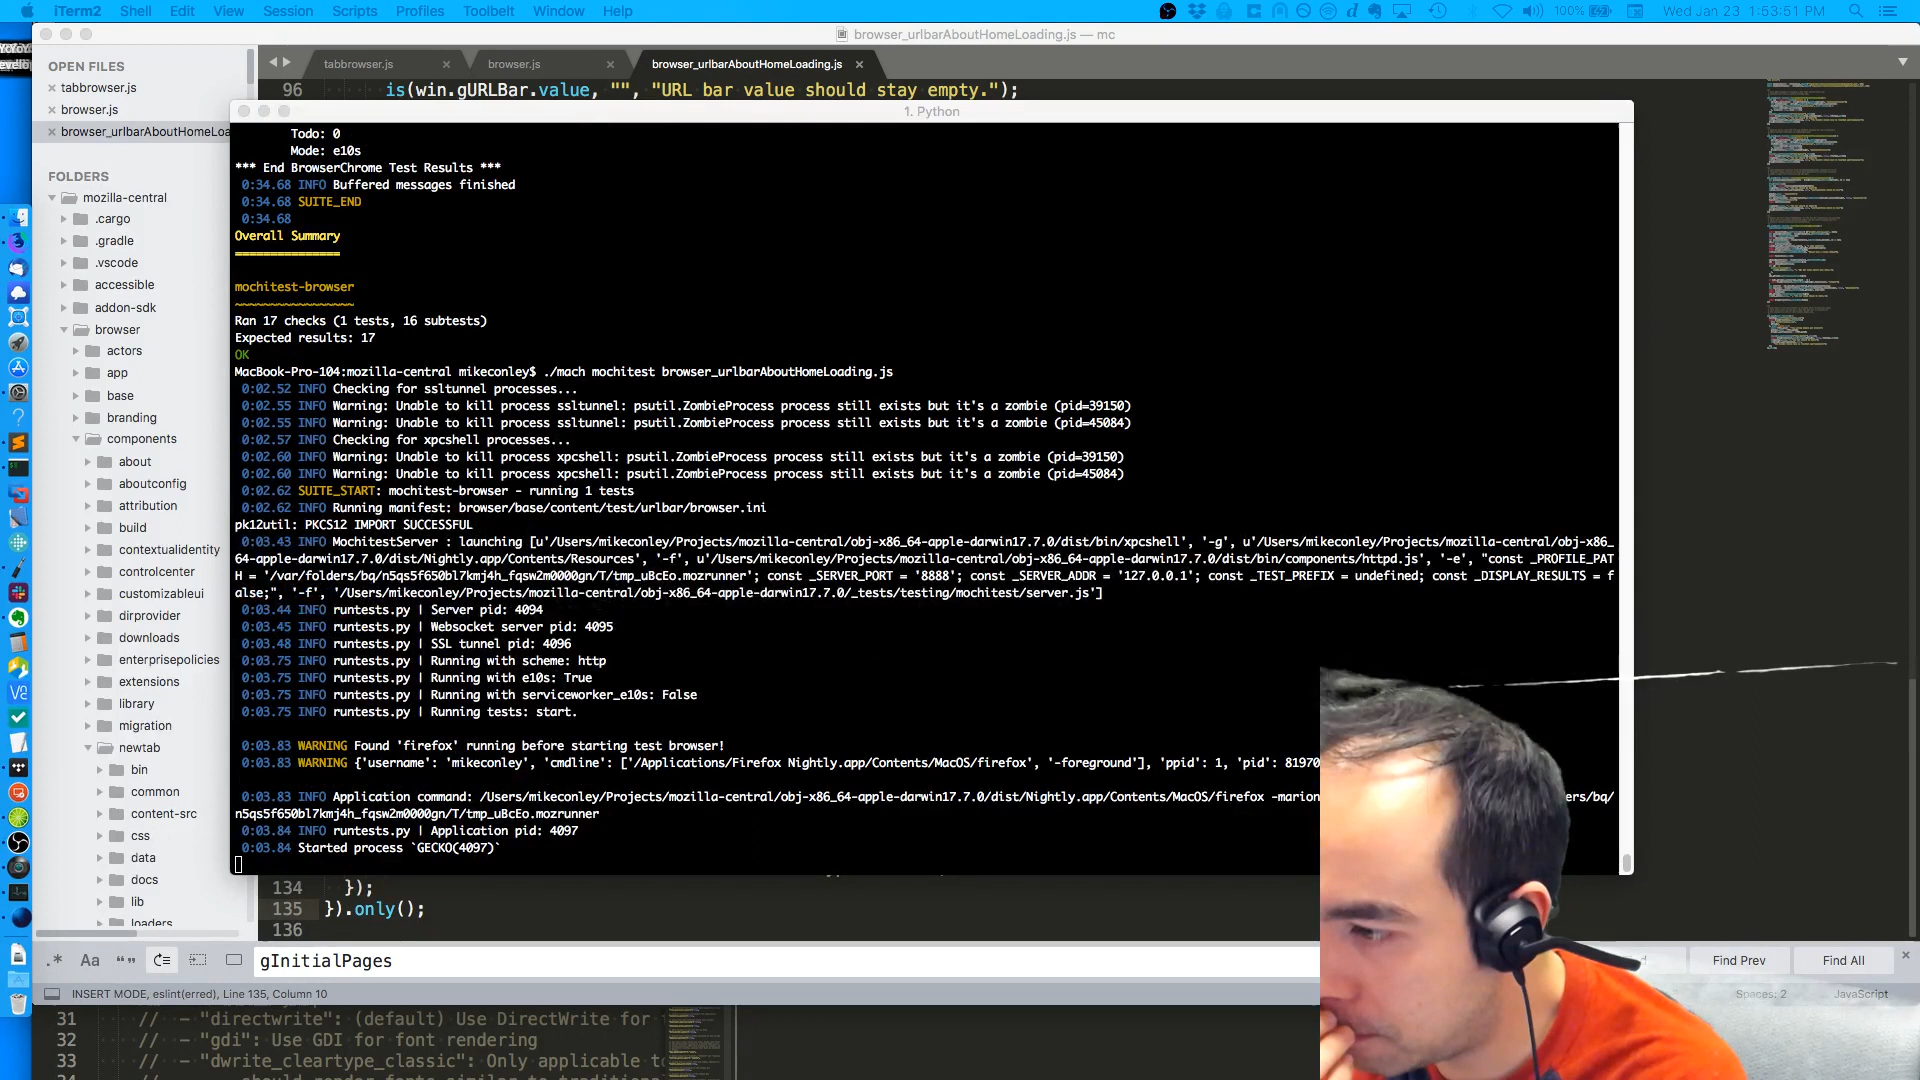 iTerm2 Shell Edit View Session Scripts Profiles Toolbelt Window Help
100% Wed Jan 23 1:53:51 PM
browser_urlbarAboutHomeLoading.js — mc
OPEN FILES
tabbrowser.js
browser.js
browser_urlbarAboutHomeLoa
FOLDERS
mozilla-central
.cargo
.gradle
.vscode
accessible
addon-sdk
browser
actors
app
base
branding
components
about
aboutconfig
attribution
build
contextualidentity
controlcenter
customizableui
dirprovider
downloads
enterprisepolicies
extensions
library
migration
newtab
bin
common
content-src
css
data
docs
lib
loaders
tabbrowser.js browser.js browser_urlbarAboutHomeLoading.js
96 is(win.gURLBar.value, "", "URL bar value should stay empty.");
1. Python
Todo: 0
Mode: e10s
*** End BrowserChrome Test Results ***
0:34.68 INFO Buffered messages finished
0:34.68 SUITE_END
0:34.68
Overall Summary
===============
mochitest-browser
~~~~~~~~~~~~~~~~~
Ran 17 checks (1 tests, 16 subtests)
Expected results: 17
OK
MacBook-Pro-104:mozilla-central mikeconley$ ./mach mochitest browser_urlbarAboutHomeLoading.js
0:02.52 INFO Checking for ssltunnel processes...
0:02.55 INFO Warning: Unable to kill process ssltunnel: psutil.ZombieProcess process still exists but it's a zombie (pid=39150)
0:02.55 INFO Warning: Unable to kill process ssltunnel: psutil.ZombieProcess process still exists but it's a zombie (pid=45084)
0:02.57 INFO Checking for xpcshell processes...
0:02.60 INFO Warning: Unable to kill process xpcshell: psutil.ZombieProcess process still exists but it's a zombie (pid=39150)
0:02.60 INFO Warning: Unable to kill process xpcshell: psutil.ZombieProcess process still exists but it's a zombie (pid=45084)
0:02.62 SUITE_START: mochitest-browser - running 1 tests
0:02.62 INFO Running manifest: browser/base/content/test/urlbar/browser.ini
pk12util: PKCS12 IMPORT SUCCESSFUL
0:03.43 INFO MochitestServer : launching [u'/Users/mikeconley/Projects/mozilla-central/obj-x86_64-apple-darwin17.7.0/dist/bin/xpcshell', '-g', u'/Users/mikeconley/Projects/mozilla-central/obj-x86_
64-apple-darwin17.7.0/dist/Nightly.app/Contents/Resources', '-f', u'/Users/mikeconley/Projects/mozilla-central/obj-x86_64-apple-darwin17.7.0/dist/bin/components/httpd.js', '-e', "const _PROFILE_PAT
H = '/var/folders/bq/n5qs5f650bl7kmj4h_fqsw2m0000gn/T/tmp_uBcEo.mozrunner'; const _SERVER_PORT = '8888'; const _SERVER_ADDR = '127.0.0.1'; const _TEST_PREFIX = undefined; const _DISPLAY_RESULTS = f
alse;", '-f', '/Users/mikeconley/Projects/mozilla-central/obj-x86_64-apple-darwin17.7.0/_tests/testing/mochitest/server.js']
0:03.44 INFO runtests.py | Server pid: 4094
0:03.45 INFO runtests.py | Websocket server pid: 4095
0:03.48 INFO runtests.py | SSL tunnel pid: 4096
0:03.75 INFO runtests.py | Running with scheme: http
0:03.75 INFO runtests.py | Running with e10s: True
0:03.75 INFO runtests.py | Running with serviceworker_e10s: False
0:03.75 INFO runtests.py | Running tests: start.
0:03.83 WARNING Found 'firefox' running before starting test browser!
0:03.83 WARNING {'username': 'mikeconley', 'cmdline': ['/Applications/Firefox Nightly.app/Contents/MacOS/firefox', '-foreground'], 'ppid': 1, 'pid': 81970
0:03.83 INFO Application command: /Users/mikeconley/Projects/mozilla-central/obj-x86_64-apple-darwin17.7.0/dist/Nightly.app/Contents/MacOS/firefox -marion ers/bq/
n5qs5f650bl7kmj4h_fqsw2m0000gn/T/tmp_uBcEo.mozrunner
0:03.84 INFO runtests.py | Application pid: 4097
0:03.84 Started process `GECKO(4097)`
134 });
135 }).only();
136
.* Aa “” gInitialPages Find Prev Find All
INSERT MODE, eslint(erred), Line 135, Column 10 Spaces: 2 JavaScript
31 // - "directwrite": (default) Use DirectWrite for
32 // - "gdi": Use GDI for font rendering
33 // - "dwrite_cleartype_classic": Only applicable to